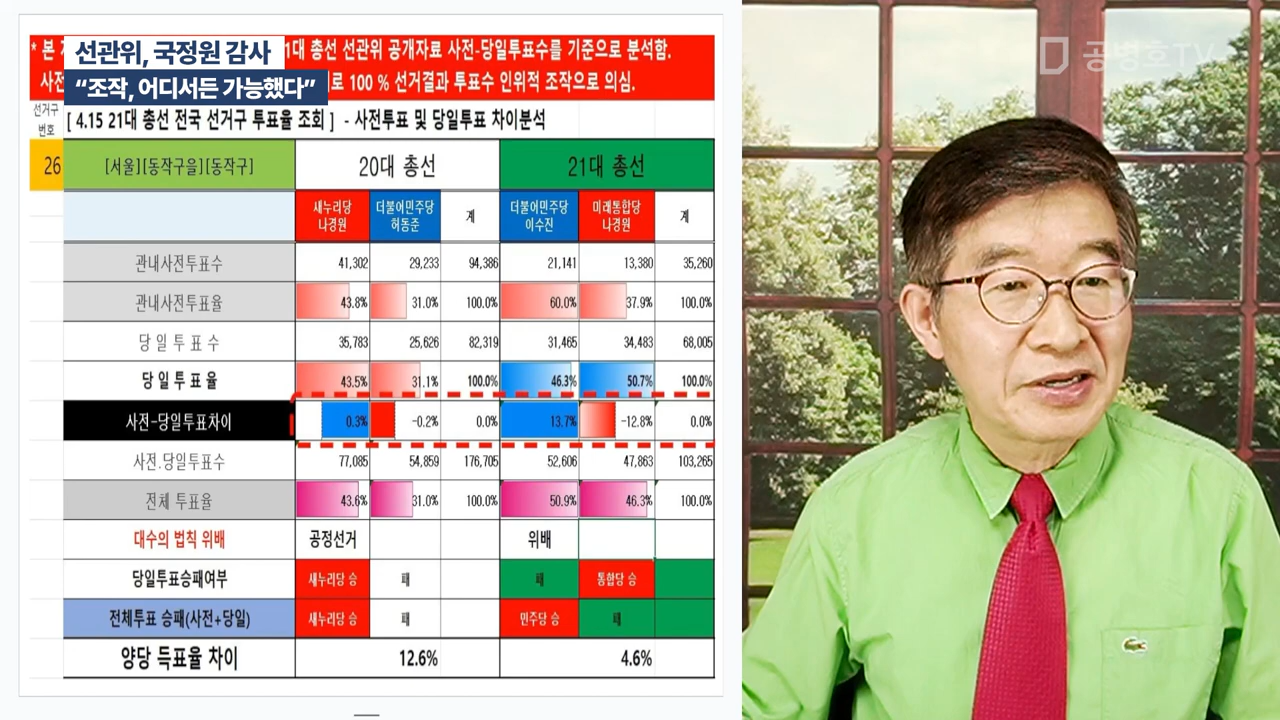 선관위, 국정원 감사
“조작, 어디서든 가능했다”
* 본
1대 총선 선관위 공개자료 사전-당일투표수를 기준으로 분석함.
사전
로 100 % 선거결과 투표수 인위적 조작으로 의심.
공병호TV
선거구
번호
[ 4.15 21대 총선 전국 선거구 투표율 조회 ] - 사전투표 및 당일투표 차이분석
26 [서울][동작구을][동작구] 20대 총선 21대 총선
새누리당 나경원 더불어민주당 허동준 계 더불어민주당 이수진 미래통합당 나경원 계
관내사전투표수 41,302 29,233 94,386 21,141 13,380 35,260
관내사전투표율 43.8% 31.0% 100.0% 60.0% 37.9% 100.0%
당 일 투 표 수 35,783 25,626 82,319 31,465 34,483 68,005
당 일 투 표 율 43.5% 31.1% 100.0% 46.3% 50.7% 100.0%
사전-당일투표차이 0.3% -0.2% 0.0% 13.7% -12.8% 0.0%
사전.당일투표수 77,085 54,859 176,705 52,606 47,863 103,265
전체 투표율 43.6% 31.0% 100.0% 50.9% 46.3% 100.0%
대수의 법칙 위배 공정선거 위배
당일투표승패여부 새누리당 승 패 패 통합당 승
전체투표 승패(사전+당일) 새누리당 승 패 민주당 승 패
양당 득표율 차이 12.6% 4.6%